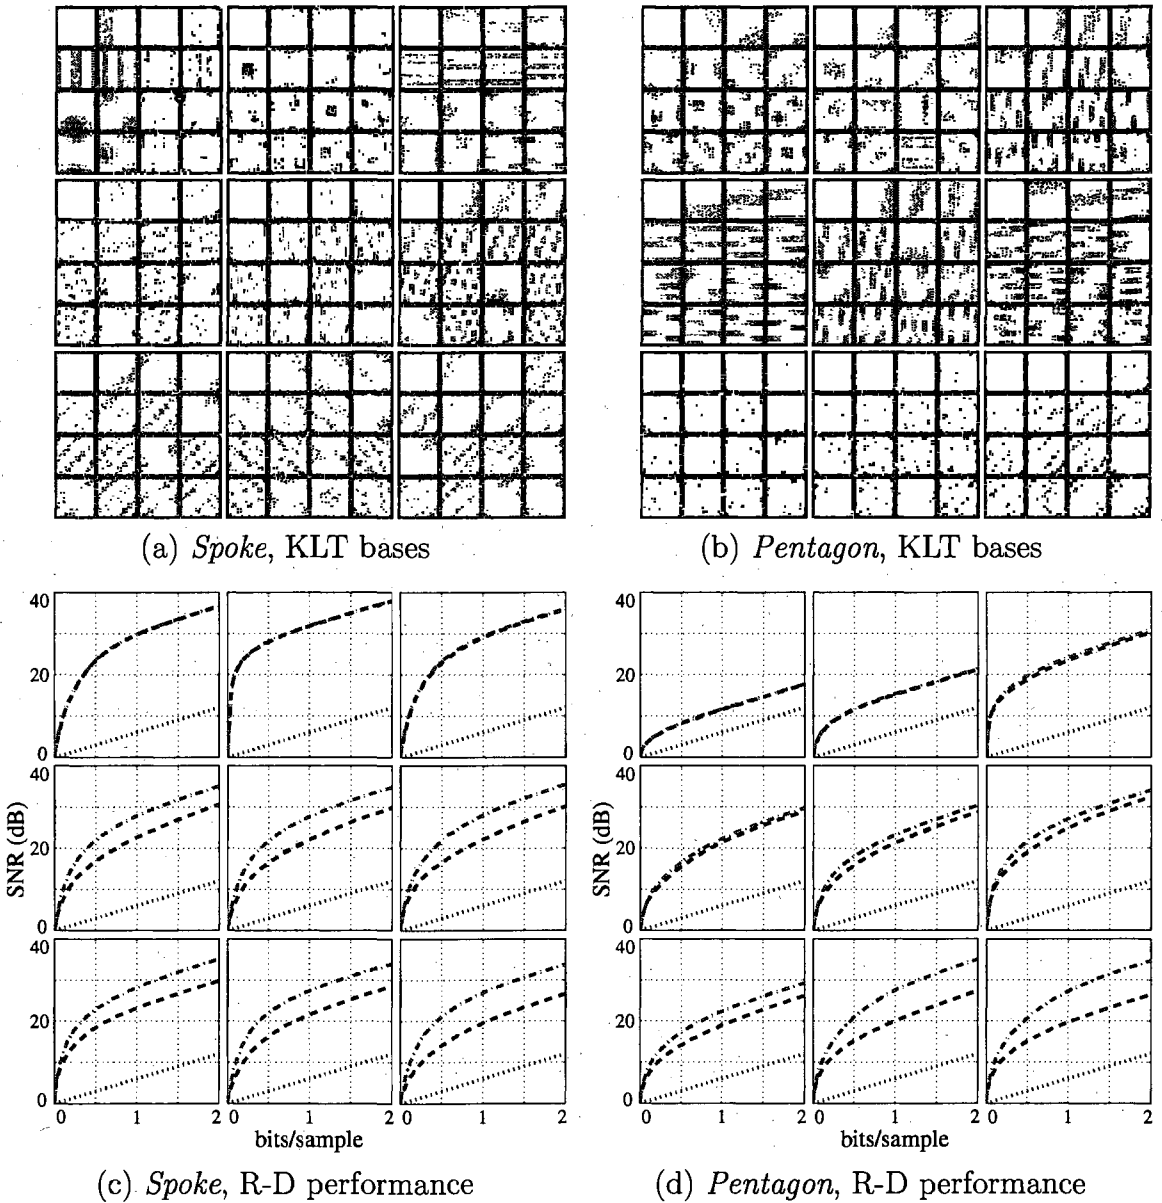 (a) Spoke, KLT bases
(b) Pentagon, KLT bases
40
20
0
40
20
0
40
20
0
SNR (dB)
0 1 2 0 1 2 0 1 2
bits/sample
40
20
0
40
20
0
40
20
0
SNR (dB)
0 1 2 0 1 2 0 1 2
bits/sample
(c) Spoke, R-D performance
(d) Pentagon, R-D performance